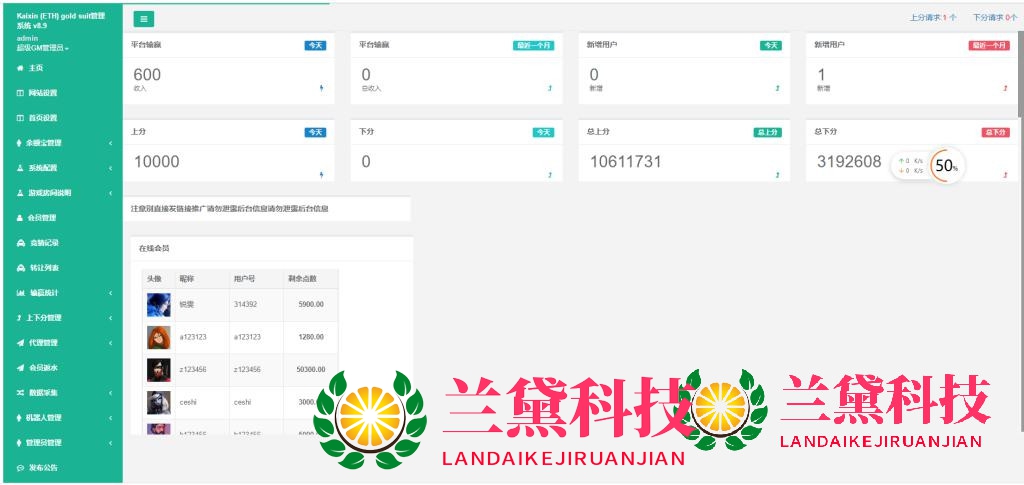 Kaixin (ETH) gold suit管理
系统 v8.9
admin
超级GM管理员
主页
网站设置
首页设置
余额宝管理
系统配置
游戏房间说明
会员管理
竞猜记录
转让列表
输赢统计
上下分管理
代理管理
会员返水
数据采集
机器人管理
管理员管理
发布公告
上分请求:1 个 下分请求 0个
平台输赢 今天
600
收入
平台输赢 最近一个月
0
总收入
新增用户 今天
0
新增
新增用户 最近一个月
1
新增
上分 今天
10000
下分 今天
0
总上分 总上分
10611731
总下分 总下分
3192608
0 K/s
0 K/s
50%
注意别直接发链接推广请勿泄露后台信息请勿泄露后台信息
在线会员
头像 昵称 用户号 剩余点数
314392 5900.00
a123123 a123123 1280.00
z123456 z123456 50300.00
ceshi ceshi 3000
兰黛科技
LANDAIKEJIRUANJIAN
兰黛科技
LANDAIKEJIRUANJIAN